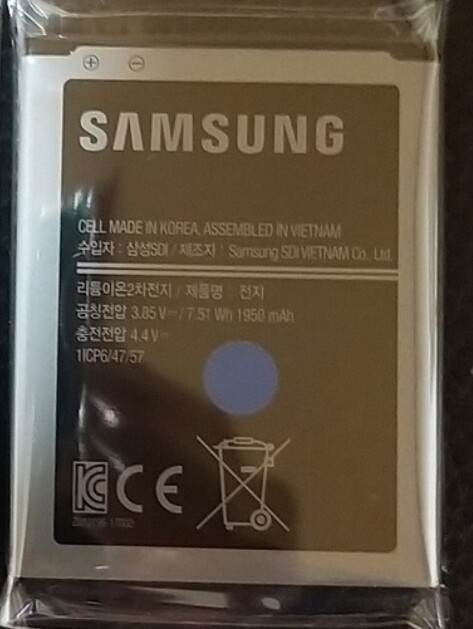 SAMSUNG
CELL MADE IN KOREA, ASSEMBLED IN VIETNAM
수입자 : 삼성SDI / 제조자 : Samsung SDI VIETNAM Co., Ltd.
리튬이온2차전지 / 제품명 : 전지
공칭전압 3.85 V⎓ / 7.51 Wh 1950 mAh
충전전압 4.4 V⎓
1ICP6/47/57
KC CE